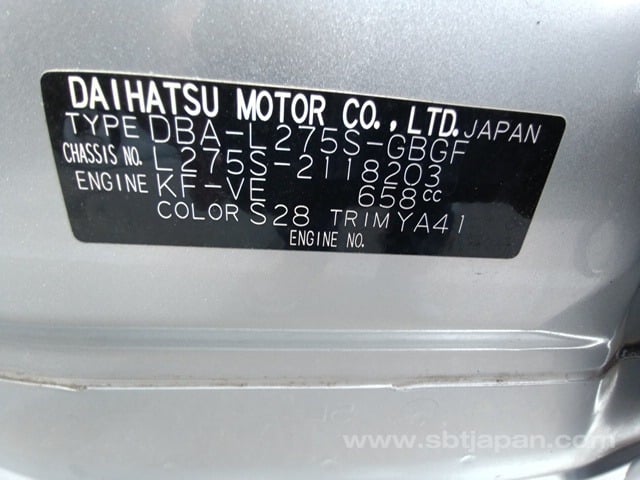 DAIHATSU MOTOR CO., LTD. JAPAN
TYPE DBA-L275S-GBGF
CHASSIS NO. L275S-2118203
ENGINE KF-VE 658cc
COLOR S28 TRIM YA41
ENGINE NO.
www.sbtjapan.com